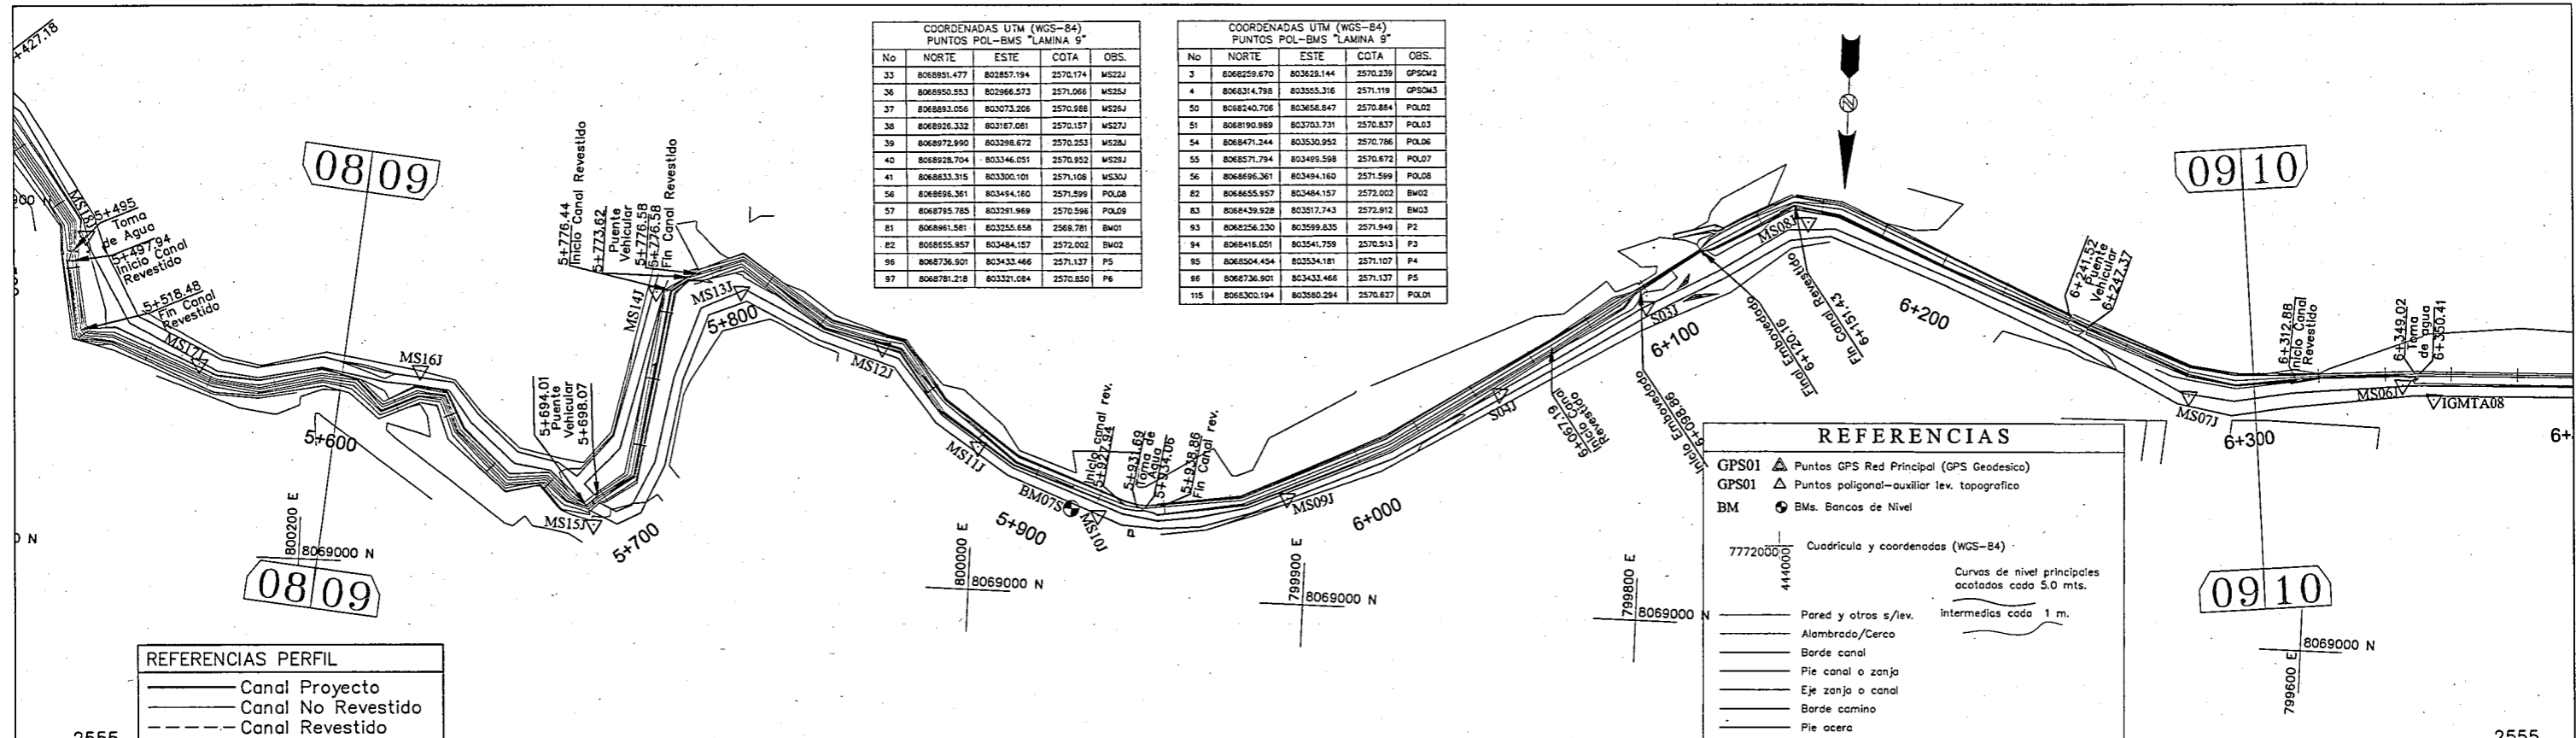 +427.18
COORDENADAS UTM (WGS-84)
PUNTOS POL-BMS "LAMINA 9"
No NORTE ESTE COTA OBS.
33 8068951.477 802857.194 2570.174 MS22J
36 8068950.553 802966.573 2571.066 MS25J
37 8068893.056 803073.206 2570.988 MS26J
38 8068926.332 803187.081 2570.157 MS27J
39 8068972.990 803298.672 2570.253 MS28J
40 8068928.704 803346.051 2570.952 MS29J
41 8068833.315 803300.101 2571.108 MS30J
56 8068696.361 803494.160 2571.599 POL08
57 8068795.785 803291.969 2570.596 POL09
81 8068961.581 803255.658 2569.781 BM01
82 8068655.957 803484.157 2572.002 BM02
96 8068736.901 803433.466 2571.137 P5
97 8068781.218 803321.084 2570.850 P6
COORDENADAS UTM (WGS-84)
PUNTOS POL-BMS "LAMINA 9"
No NORTE ESTE COTA OBS.
3 8068259.670 803629.144 2570.239 GPSCM2
4 8068314.798 803555.316 2571.119 GPSCM3
50 8068240.706 803658.847 2570.884 POL02
51 8068190.989 803703.731 2570.837 POL03
54 8068471.244 803530.952 2570.786 POL06
55 8068571.794 803499.598 2570.672 POL07
56 8068696.361 803494.160 2571.599 POL08
82 8068655.957 803484.157 2572.002 BM02
83 8068439.928 803517.743 2572.912 BM03
93 8068256.230 803599.835 2571.949 P2
94 8068416.051 803541.759 2570.513 P3
95 8068504.454 803534.181 2571.107 P4
96 8068736.901 803433.466 2571.137 P5
115 8068300.194 803580.294 2570.627 POL01
N
08 09
09 10
MS18J
5+495
Toma
de Agua
5+497.94
Inicio Canal
Revestido
5+518.48
Fin Canal
Revestido
MS17J
MS16J
5+600
5+694.01
Puente
Vehicular
5+698.07
MS15J
5+700
5+776.44
Inicio Canal Revestido
5+773.62
Puente
Vehicular
5+776.58
5+776.58
Fin Canal Revestido
MS14J
MS13J
5+800
MS12J
MS11J
BM07S
MS10J
5+900
Inicio Canal rev.
5+927.94
5+931.69
Toma de
Agua
5+934.06
5+938.86
Fin Canal rev.
P
MS09J
6+000
S04J
6+067.19
Inicio Canal
Revestido
S03J
6+100
Inicio Embovedado
6+098.86
Final Embovedado
6+120.16
Fin Canal Revestido
6+151.43
MS08J
6+200
6+241.52
Puente
Vehicular
6+247.37
MS07J
6+300
6+312.88
Inicio Canal
Revestido
6+349.02
Toma
de agua
6+350.41
MS06J
IGMTA08
6+
0 N
800200 E
8069000 N
08 09
800000 E
8069000 N
799900 E
8069000 N
799800 E
8069000 N
09 10
799600 E
8069000 N
REFERENCIAS
GPS01 Puntos GPS Red Principal (GPS Geodesico)
GPS01 Puntos poligonal-auxiliar lev. topografico
BM BMs. Bancos de Nivel
7772000
444000
Cuadricula y coordenadas (WGS-84)
Curvas de nivel principales
acotados cada 5.0 mts.
intermedias cada 1 m.
Pared y otros s/lev.
Alambrado/Cerco
Borde canal
Pie canal o zanja
Eje zanja o canal
Borde camino
Pie acera
REFERENCIAS PERFIL
Canal Proyecto
Canal No Revestido
Canal Revestido
2555
2555